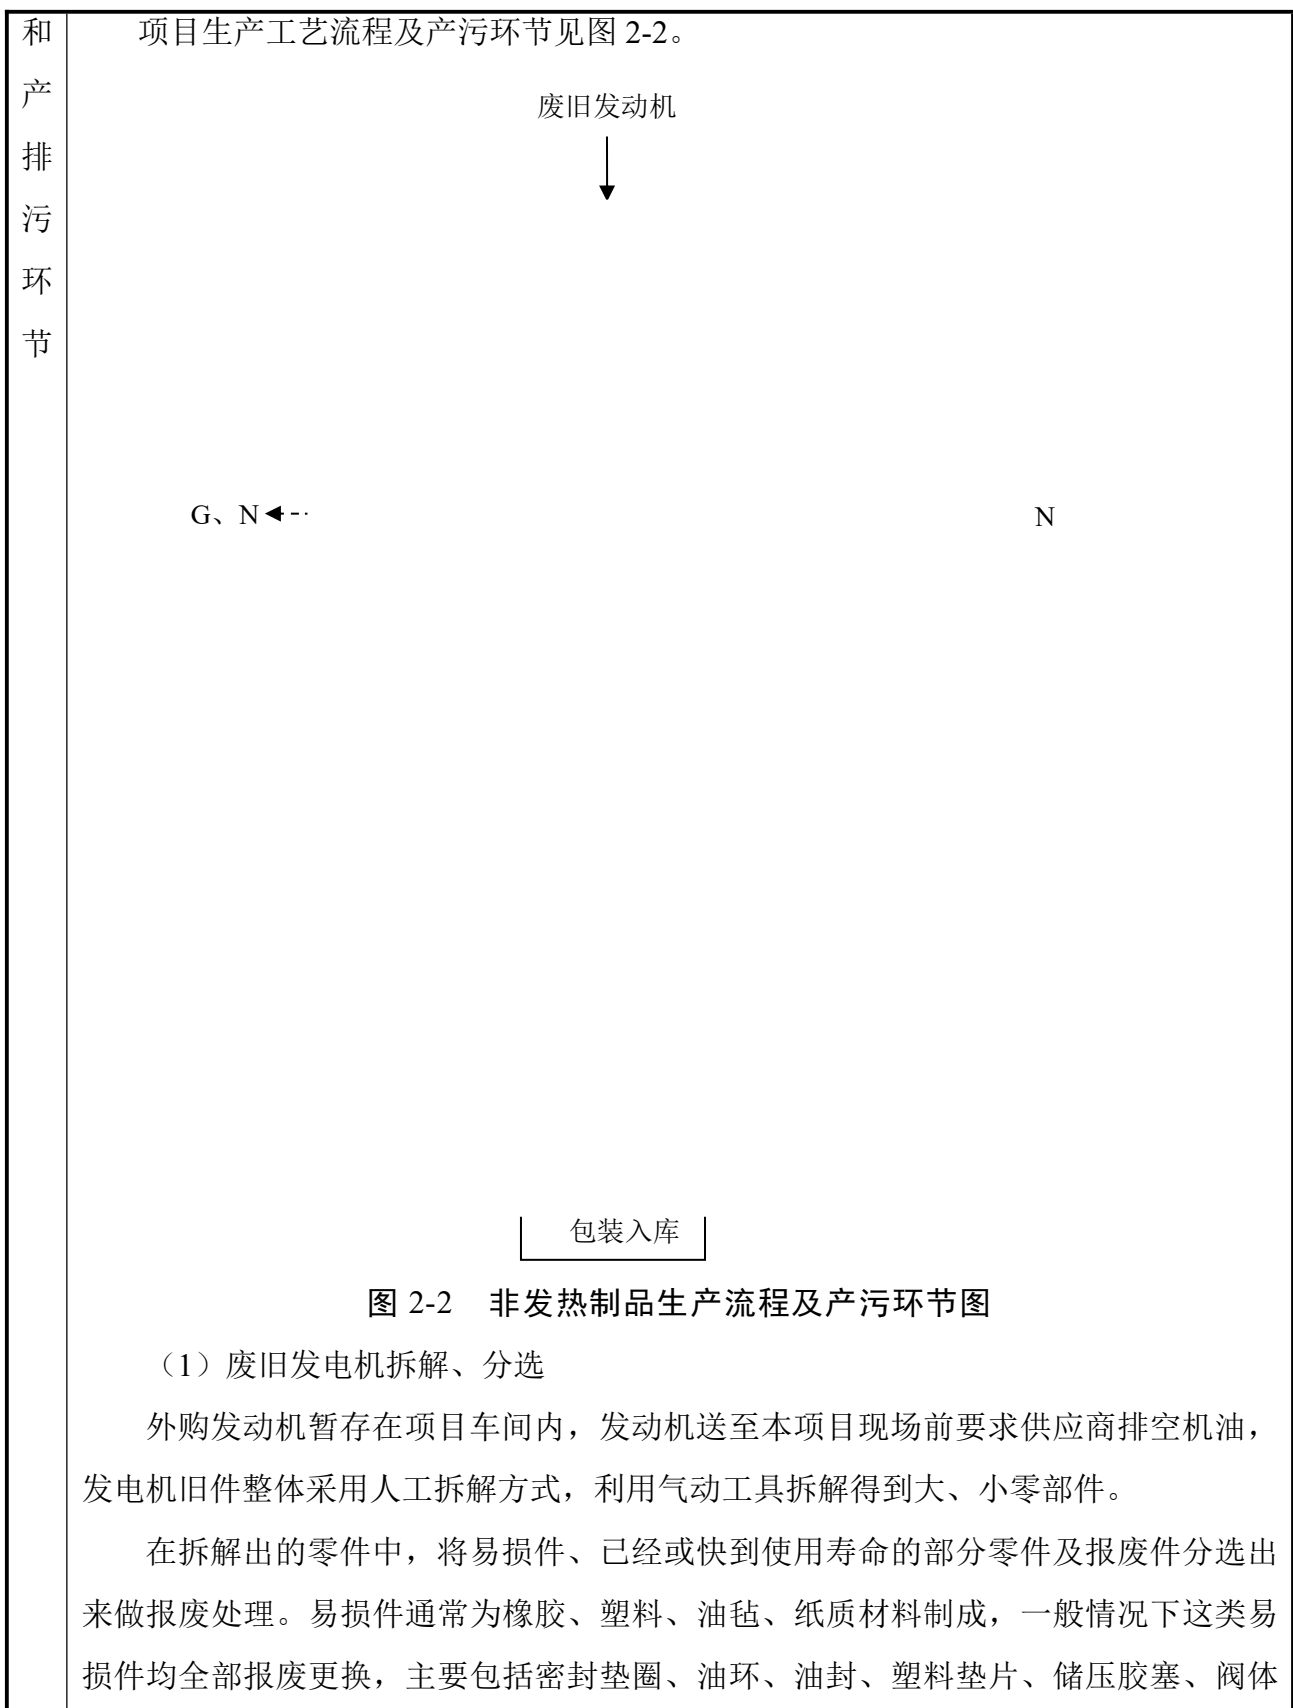 和
产
排
污
环
节
项目生产工艺流程及产污环节见图 2-2。
废旧发动机
G、N
N
包装入库
图 2-2 非发热制品生产流程及产污环节图
（1）废旧发电机拆解、分选
外购发动机暂存在项目车间内，发动机送至本项目现场前要求供应商排空机油，
发电机旧件整体采用人工拆解方式，利用气动工具拆解得到大、小零部件。
在拆解出的零件中，将易损件、已经或快到使用寿命的部分零件及报废件分选出
来做报废处理。易损件通常为橡胶、塑料、油毡、纸质材料制成，一般情况下这类易
损件均全部报废更换，主要包括密封垫圈、油环、油封、塑料垫片、储压胶塞、阀体